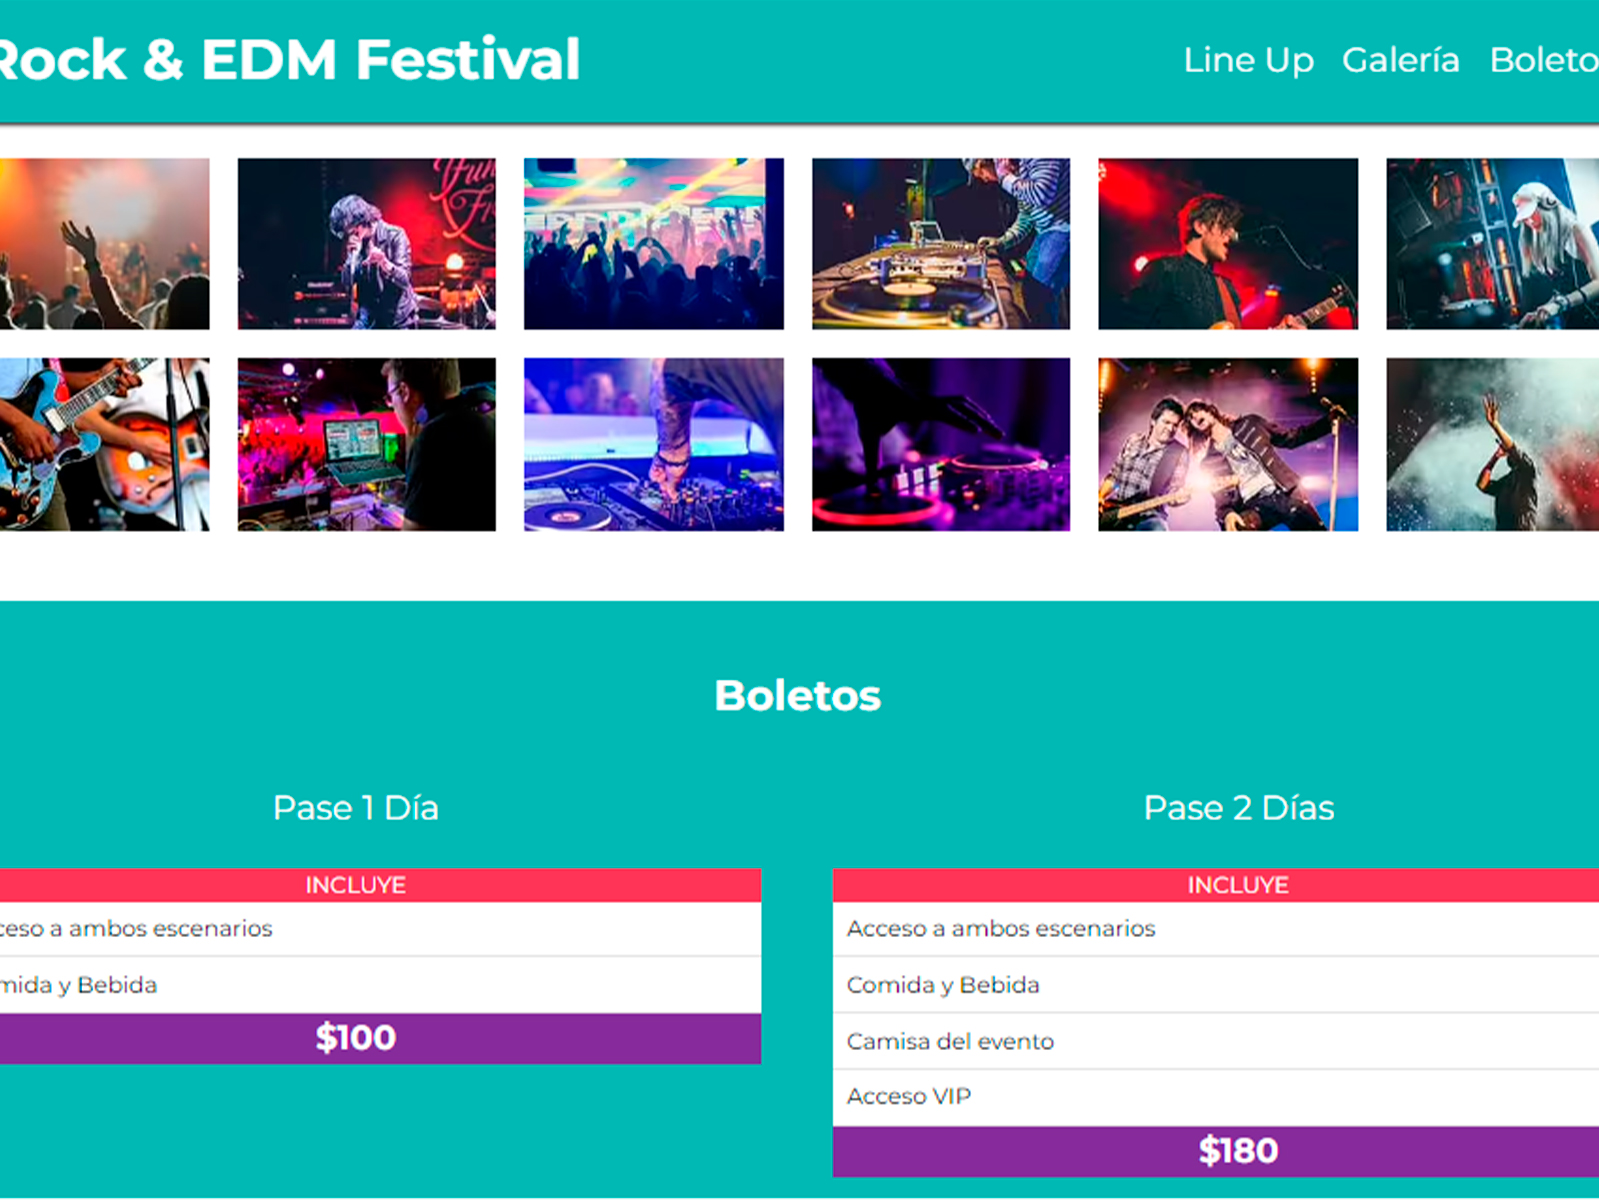 Rock & EDM Festival
Line Up Galería Boleto
Boletos
Pase 1 Día
INCLUYE
ceso a ambos escenarios
mida y Bebida
$100
Pase 2 Días
INCLUYE
Acceso a ambos escenarios
Comida y Bebida
Camisa del evento
Acceso VIP
$180